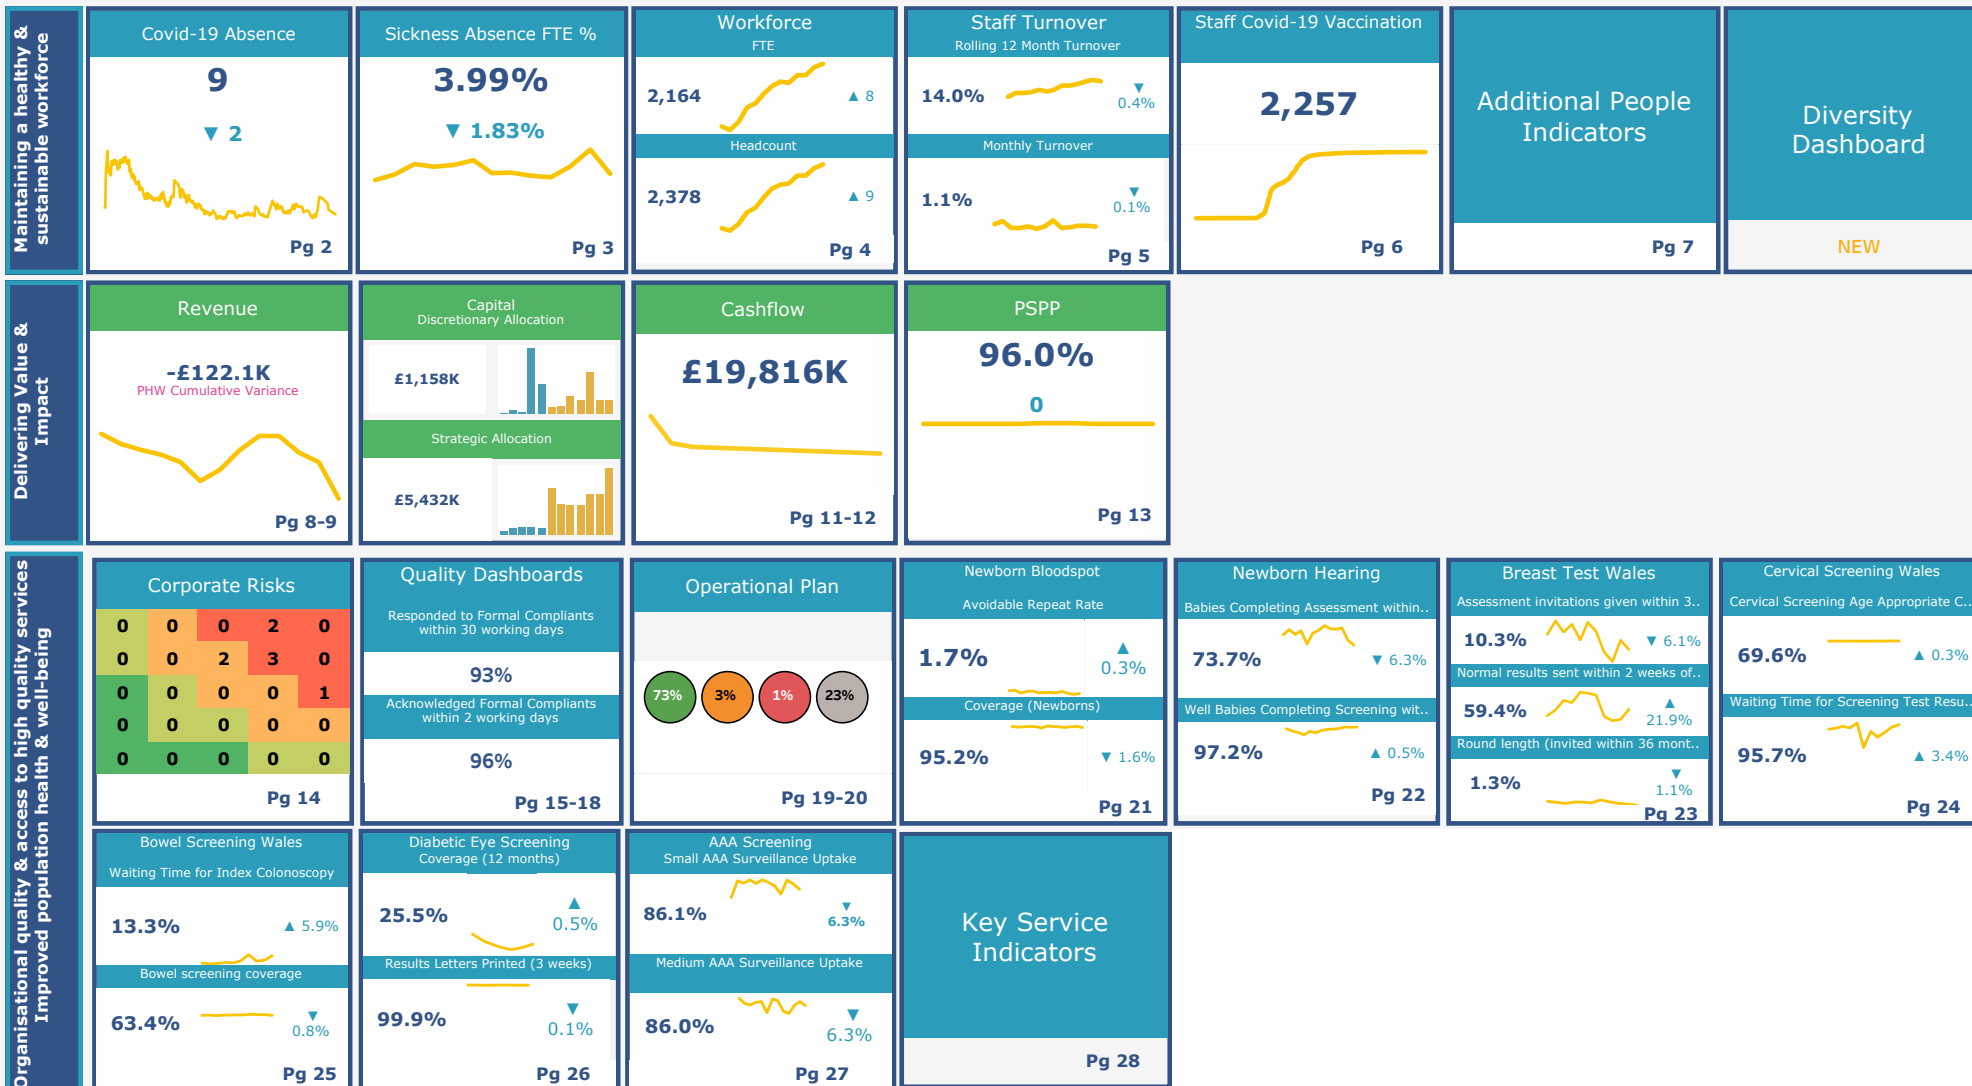 Maintaining a healthy &
sustainable workforce
Covid-19 Absence
9
▼ 2
Pg 2
Sickness Absence FTE %
3.99%
▼ 1.83%
Pg 3
Workforce
FTE
2,164
▲ 8
Headcount
2,378
▲ 9
Pg 4
Staff Turnover
Rolling 12 Month Turnover
14.0%
▼
0.4%
Monthly Turnover
1.1%
▼
0.1%
Pg 5
Staff Covid-19 Vaccination
2,257
Pg 6
Additional People
Indicators
Pg 7
Diversity
Dashboard
NEW
Delivering Value &
Impact
Revenue
-£122.1K
PHW Cumulative Variance
Pg 8-9
Capital
Discretionary Allocation
£1,158K
Strategic Allocation
£5,432K
Cashflow
£19,816K
Pg 11-12
PSPP
96.0%
0
Pg 13
Organisational quality & access to high quality services
Improved population health & well-being
Corporate Risks
0 0 0 2 0
0 0 2 3 0
0 0 0 0 1
0 0 0 0 0
0 0 0 0 0
Pg 14
Quality Dashboards
Responded to Formal Compliants
within 30 working days
93%
Acknowledged Formal Compliants
within 2 working days
96%
Pg 15-18
Operational Plan
73% 3% 1% 23%
Pg 19-20
Newborn Bloodspot
Avoidable Repeat Rate
1.7%
▲
0.3%
Coverage (Newborns)
95.2%
▼ 1.6%
Pg 21
Newborn Hearing
Babies Completing Assessment within..
73.7%
▼ 6.3%
Well Babies Completing Screening wit..
97.2%
▲ 0.5%
Pg 22
Breast Test Wales
Assessment invitations given within 3..
10.3%
▼ 6.1%
Normal results sent within 2 weeks of..
59.4%
▲
21.9%
Round length (invited within 36 mont..
1.3%
▼
1.1%
Pg 23
Cervical Screening Wales
Cervical Screening Age Appropriate C..
69.6%
▲ 0.3%
Waiting Time for Screening Test Resu..
95.7%
▲ 3.4%
Pg 24
Bowel Screening Wales
Waiting Time for Index Colonoscopy
13.3%
▲ 5.9%
Bowel screening coverage
63.4%
▼
0.8%
Pg 25
Diabetic Eye Screening
Coverage (12 months)
25.5%
▲
0.5%
Results Letters Printed (3 weeks)
99.9%
▼
0.1%
Pg 26
AAA Screening
Small AAA Surveillance Uptake
86.1%
▼
6.3%
Medium AAA Surveillance Uptake
86.0%
▼
6.3%
Pg 27
Key Service
Indicators
Pg 28